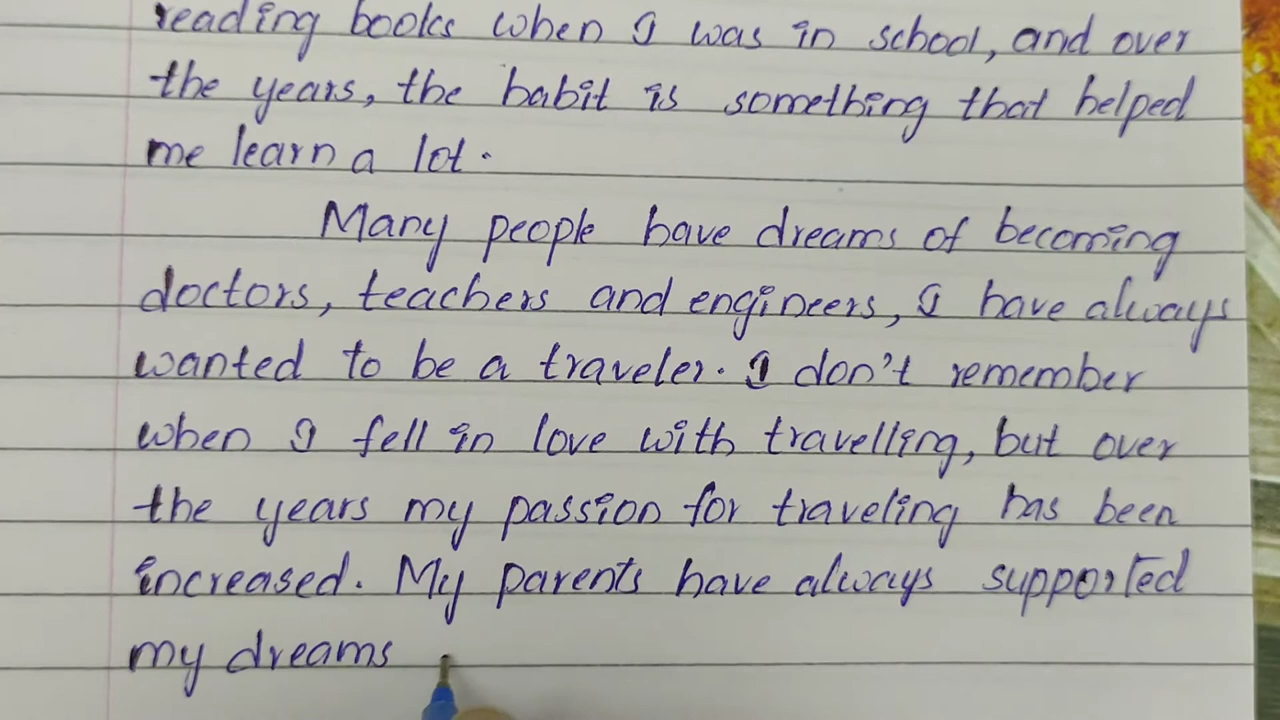 reading books when I was in school, and over
the years, the habit is something that helped
me learn a lot.
Many people have dreams of becoming
doctors, teachers and engineers, I have always
wanted to be a traveler. I don't remember
when I fell in love with travelling, but over
the years my passion for traveling has been
increased. My parents have always supported
my dreams